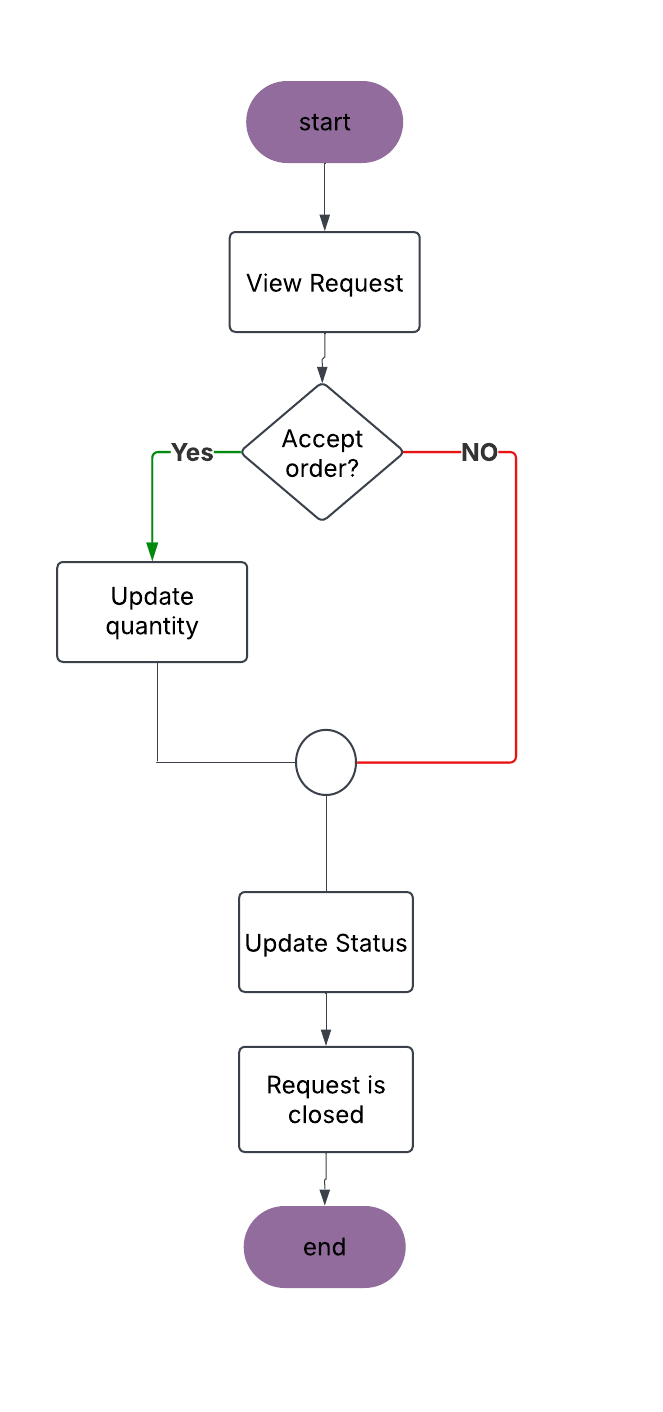 start
View Request
Accept
order?
Yes
NO
Update
quantity
Update Status
Request is
closed
end